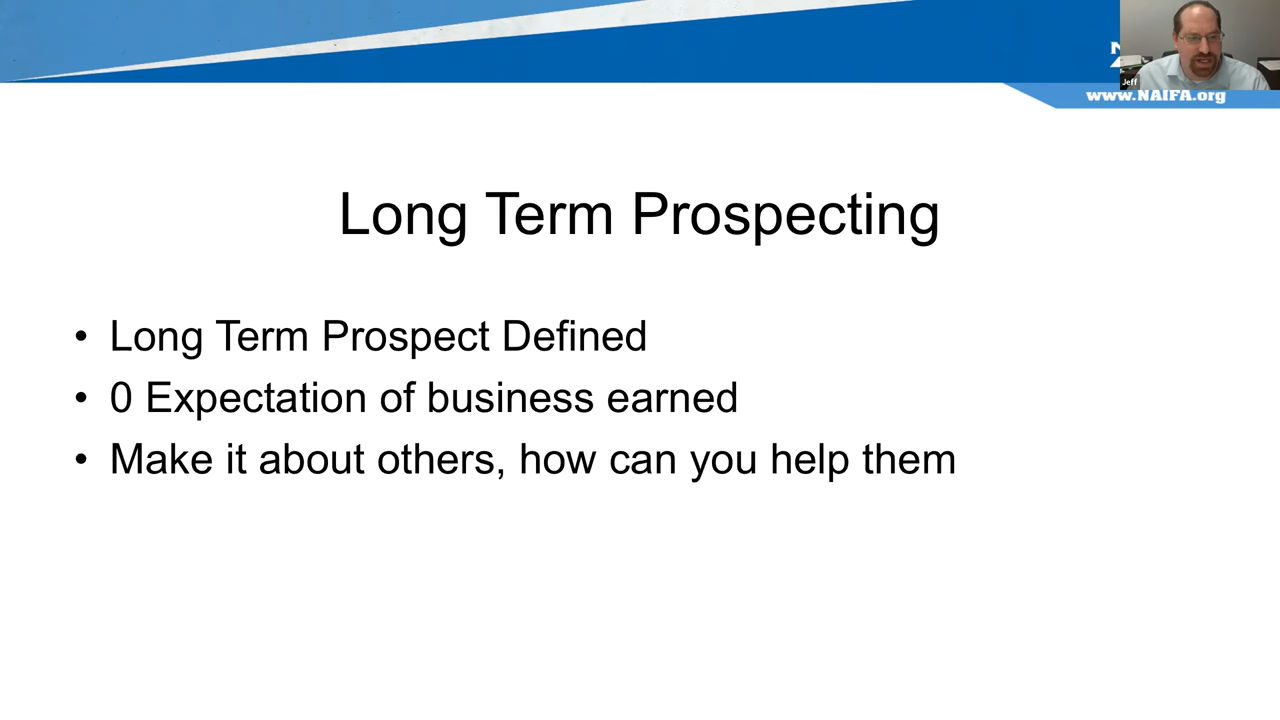 Jeff
www.NAIFA.org
Long Term Prospecting
• Long Term Prospect Defined
• 0 Expectation of business earned
• Make it about others, how can you help them